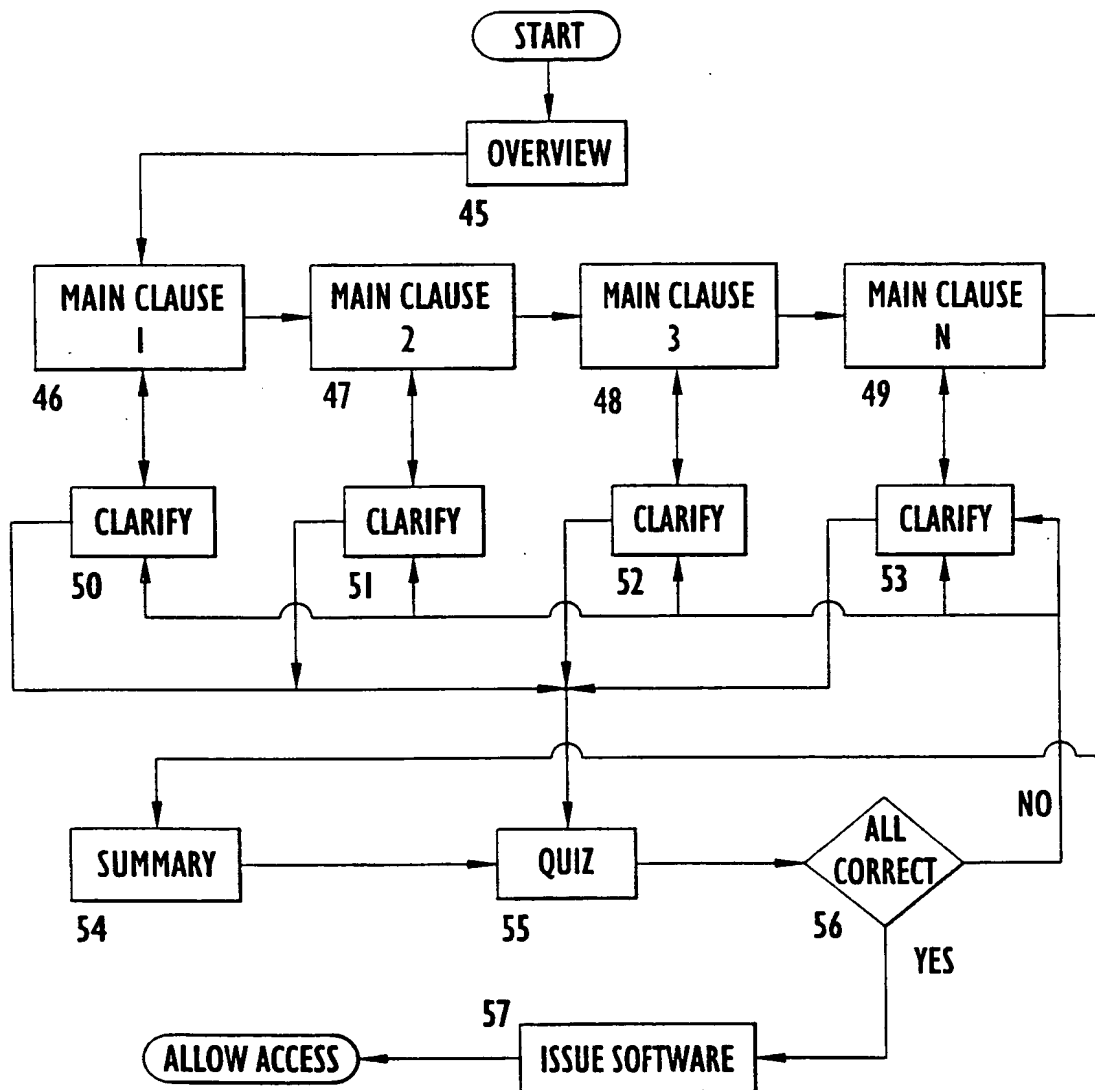 START
OVERVIEW
45
MAIN CLAUSE
1
MAIN CLAUSE
2
MAIN CLAUSE
3
MAIN CLAUSE
N
46
47
48
49
CLARIFY
CLARIFY
CLARIFY
CLARIFY
50
51
52
53
NO
SUMMARY
QUIZ
ALL
CORRECT
54
55
56
YES
57
ALLOW ACCESS
ISSUE SOFTWARE